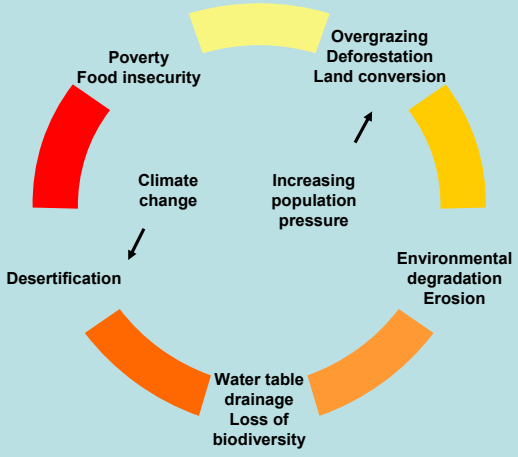 Overgrazing
Deforestation
Land conversion
Poverty
Food insecurity
Climate
change
Increasing
population
pressure
Desertification
Environmental
degradation
Erosion
Water table
drainage
Loss of
biodiversity